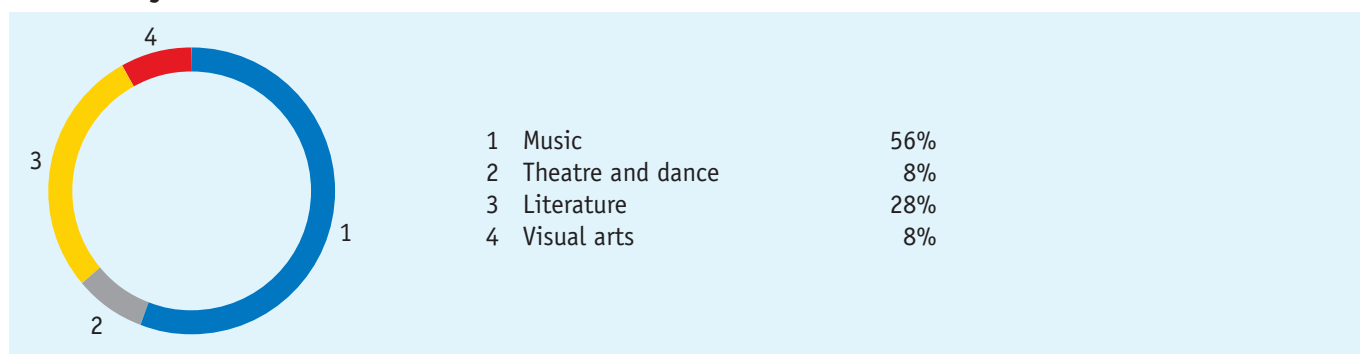 4
3
1
2
1 Music 56%
2 Theatre and dance 8%
3 Literature 28%
4 Visual arts 8%